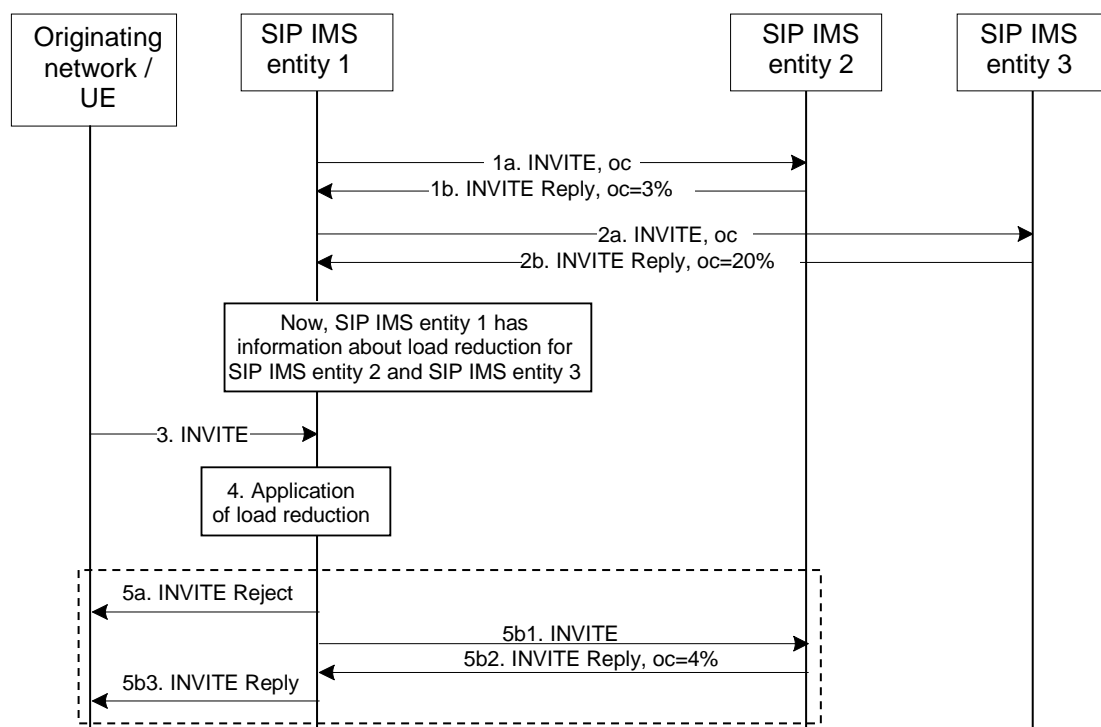 Originating
network /
UE
SIP IMS
entity 1
SIP IMS
entity 2
SIP IMS
entity 3
1a. INVITE, oc
1b. INVITE Reply, oc=3%
2a. INVITE, oc
2b. INVITE Reply, oc=20%
Now, SIP IMS entity 1 has
information about load reduction for
SIP IMS entity 2 and SIP IMS entity 3
3. INVITE
4. Application
of load reduction
5a. INVITE Reject
5b1. INVITE
5b2. INVITE Reply, oc=4%
5b3. INVITE Reply